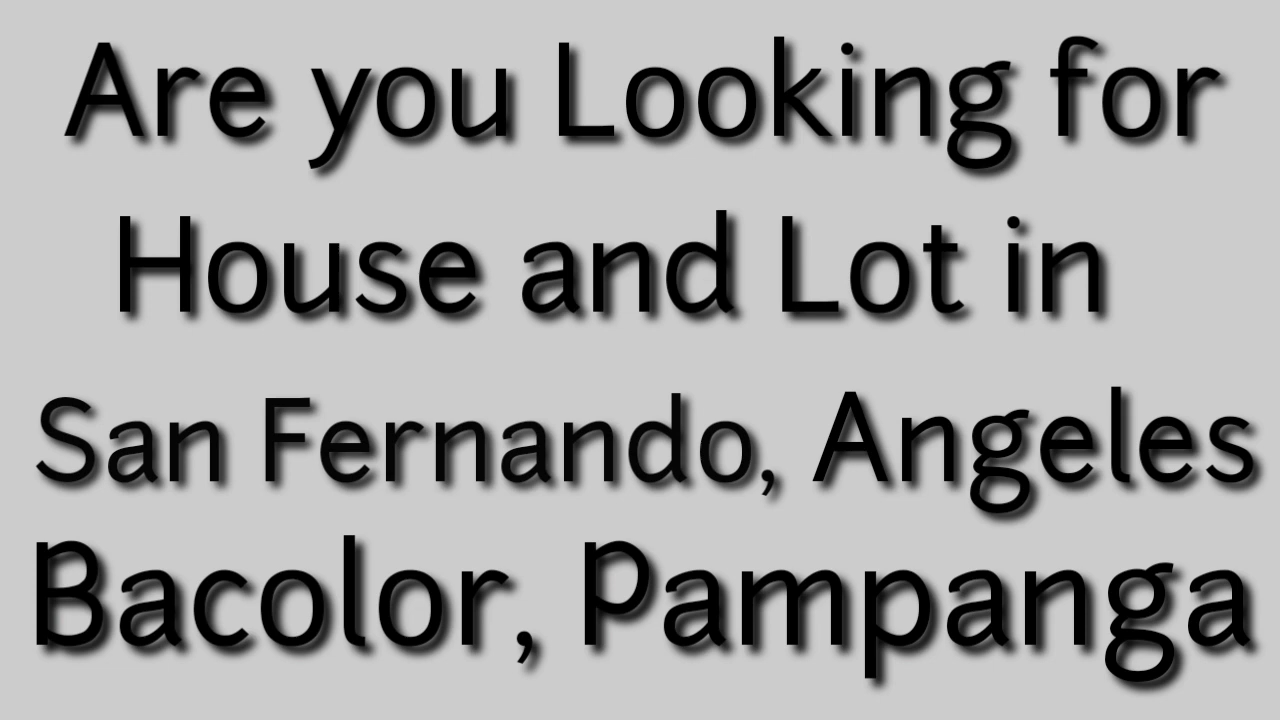 Are you Looking for
House and Lot in
San Fernando, Angeles
Bacolor, Pampanga